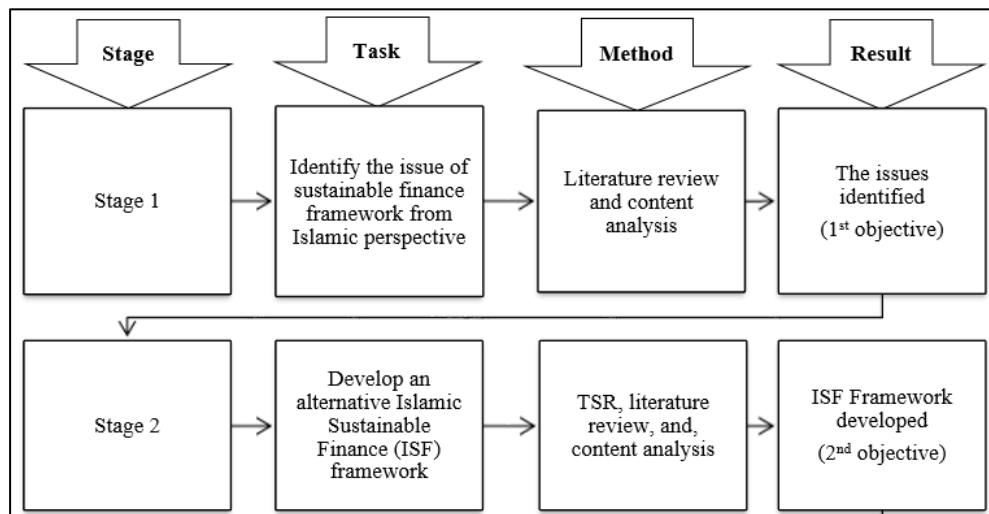 Stage
Task
Method
Result
Stage 1
Identify the issue of
sustainable finance
framework from
Islamic perspective
Literature review
and content
analysis
The issues
identified
(1st objective)
Stage 2
Develop an
alternative Islamic
Sustainable
Finance (ISF)
framework
TSR, literature
review, and,
content analysis
ISF Framework
developed
(2nd objective)